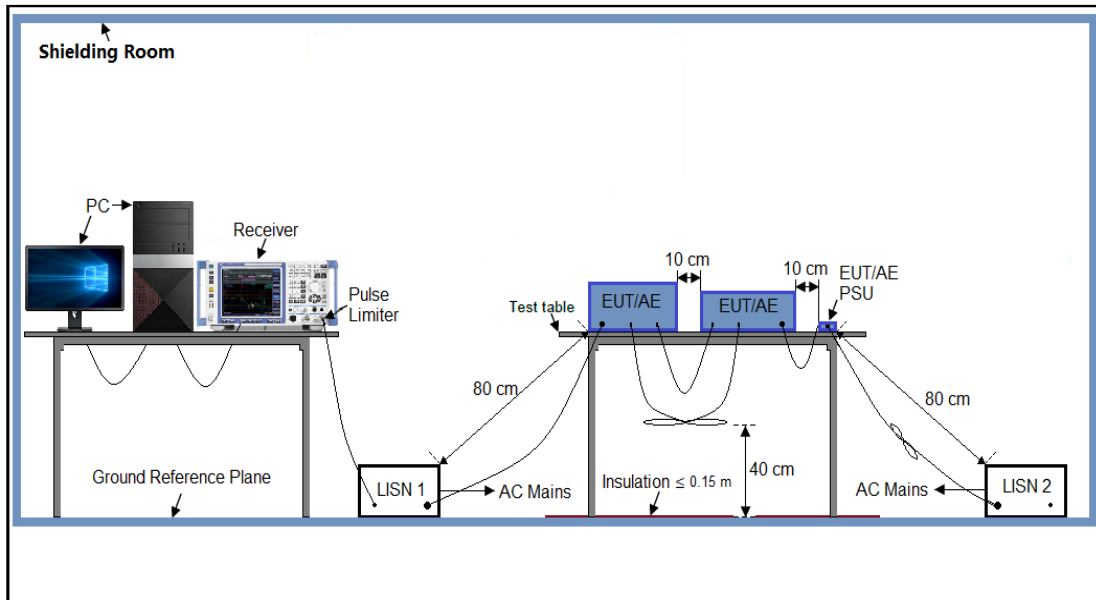 Shielding Room
PC
Receiver
Pulse
Limiter
10 cm
10 cm
EUT/AE
PSU
EUT/AE
EUT/AE
Test table
80 cm
80 cm
40 cm
Ground Reference Plane
LISN 1
AC Mains
Insulation ≤ 0.15 m
AC Mains
LISN 2